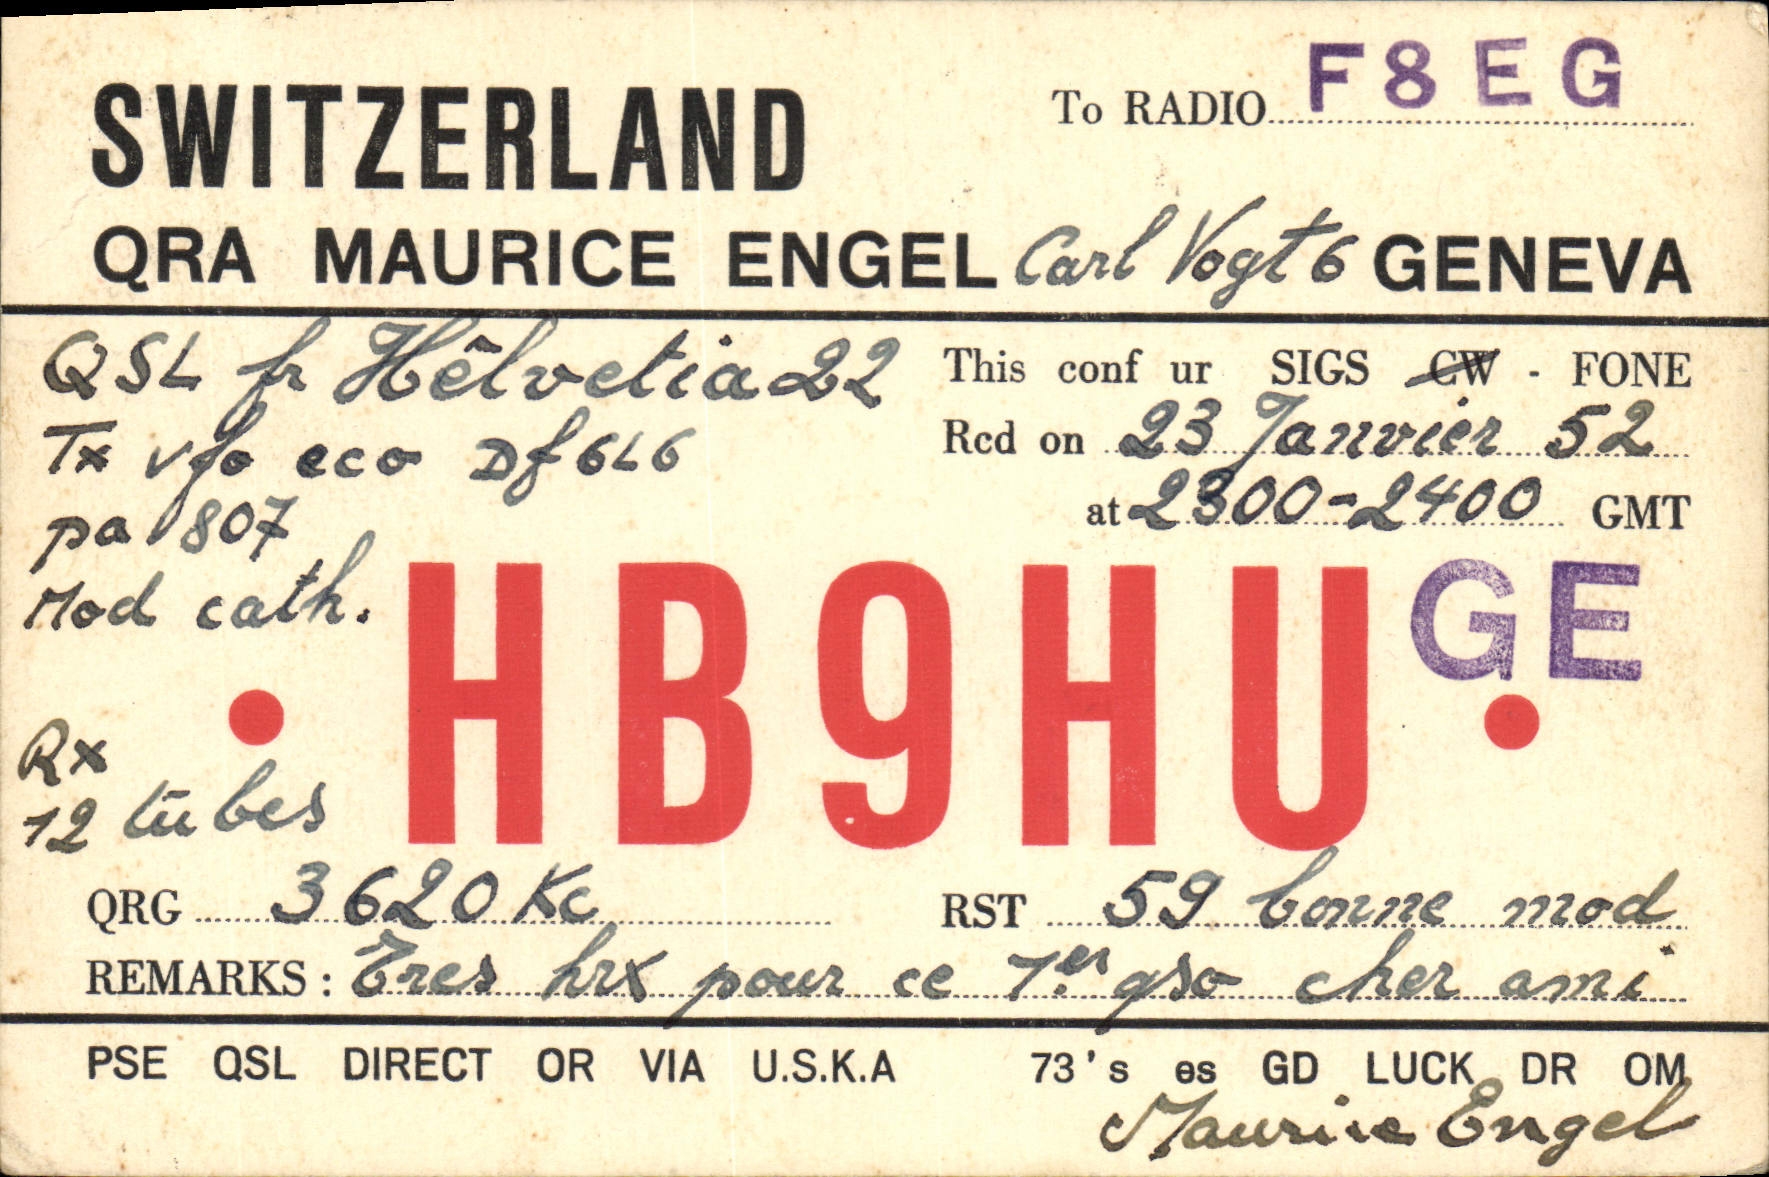 SWITZERLAND
To RADIO F8EG
QRA MAURICE ENGEL Carl Vogt 6 GENEVA
QSL fr Hêlvetia 22
Tx vfo eco Df 6L6
pa 807
Mod cath.
Rx
12 tūbes
This conf ur SIGS CW - FONE
Rcd on 23 Janvier 52
at 2300-2400 GMT
HB9HU GE
QRG 3620 Kc
RST 59 bonne mod
REMARKS : Tres hrx pour ce 1er qso cher ami
PSE QSL DIRECT OR VIA U.S.K.A
73's es GD LUCK DR OM
Maurice Engel